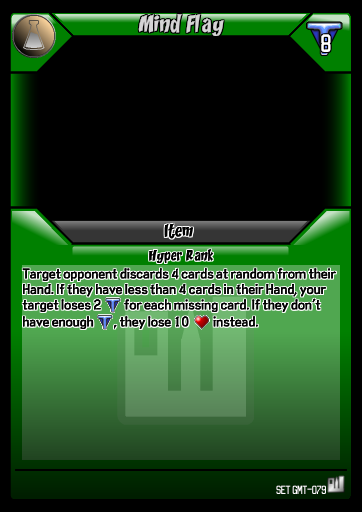 Mind Flay
8
Item
Hyper Rank
Target opponent discards 4 cards at random from their
Hand. If they have less than 4 cards in their Hand, your
target loses 2 T for each missing card. If they don't
have enough T, they lose 10 instead.
SET GMT-079